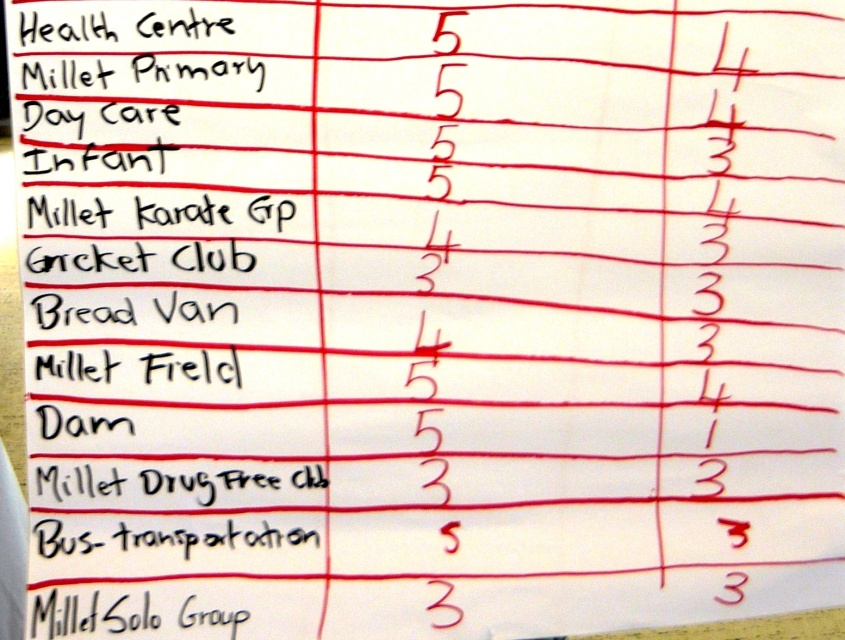 Health Centre 5 4
Millet Primary 5 4
Day Care 5 3
Infant 5 4
Millet Karate Gp 4 3
Cricket Club 3 3
Bread Van 4 3
Millet Field 5 4
Dam 5 1
Millet Drug Free Club 3 3
Bus-transportation 5 3
Millet Solo Group 3 3